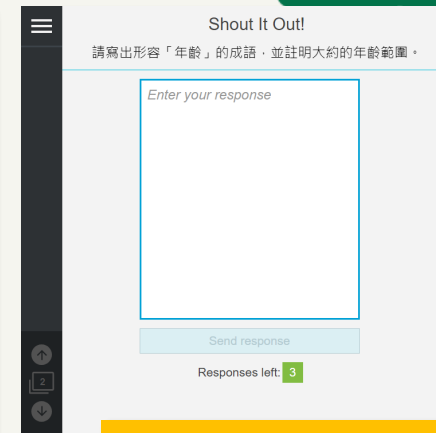 Shout It Out!
請寫出形容「年齡」的成語，並註明大約的年齡範圍。
Enter your response
Send response
Responses left: 3
2